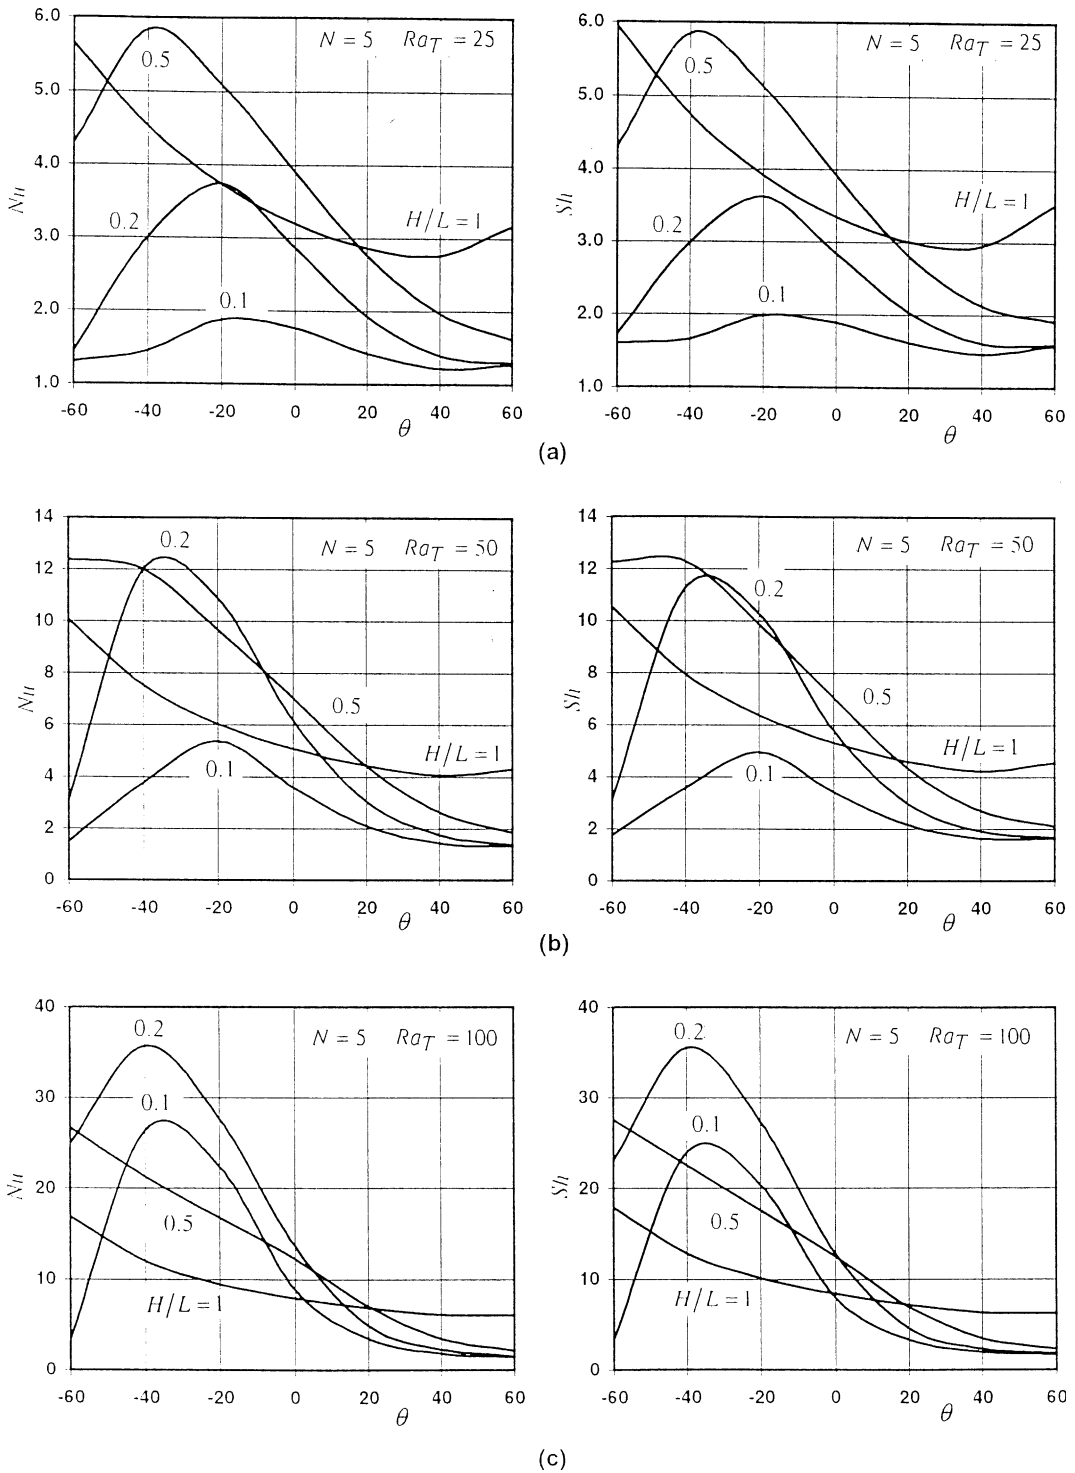 6.0
5.0
4.0
3.0
2.0
1.0
Nu
N = 5 Ra_T = 25
0.5
0.2
H/L = 1
0.1
-60 -40 -20 0 20 40 60
θ
6.0
5.0
4.0
3.0
2.0
1.0
Sh
N = 5 Ra_T = 25
0.5
0.2
H/L = 1
0.1
-60 -40 -20 0 20 40 60
θ
(a)
14
12
10
8
6
4
2
0
Nu
0.2
N = 5 Ra_T = 50
0.5
H/L = 1
0.1
-60 -40 -20 0 20 40 60
θ
14
12
10
8
6
4
2
0
Sh
N = 5 Ra_T = 50
0.2
0.5
H/L = 1
0.1
-60 -40 -20 0 20 40 60
θ
(b)
40
30
20
10
0
Nu
0.2
N = 5 Ra_T = 100
0.1
0.5
H/L = 1
-60 -40 -20 0 20 40 60
θ
40
30
20
10
0
Sh
0.2
N = 5 Ra_T = 100
0.1
0.5
H/L = 1
-60 -40 -20 0 20 40 60
θ
(c)